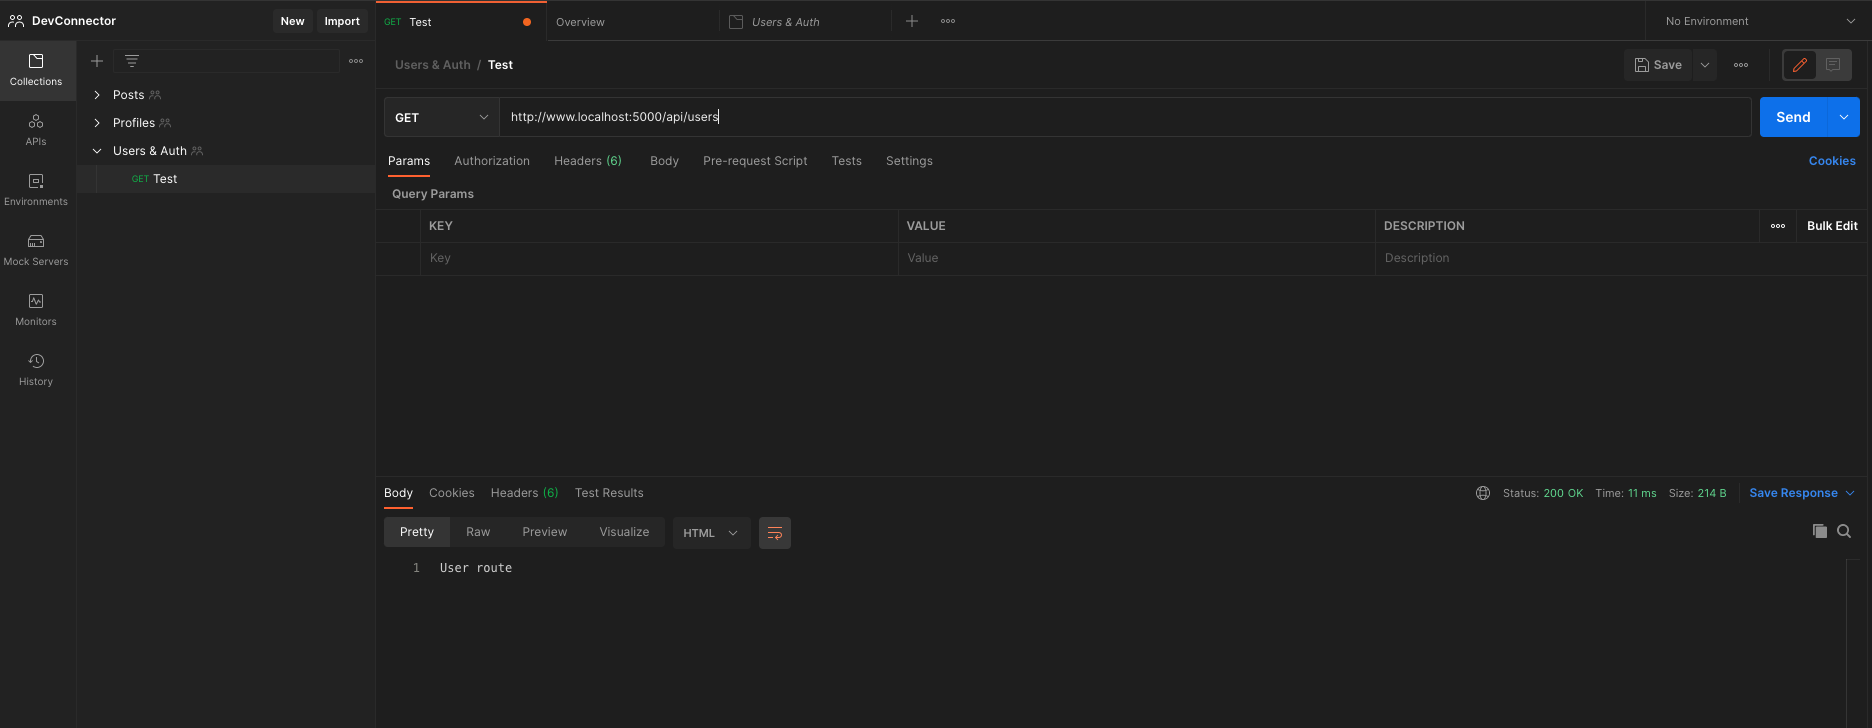 DevConnector New Import GET Test Overview Users & Auth No Environment
Users & Auth / Test Save
Collections
Posts
GET http://www.localhost:5000/api/users Send
Profiles
APIs
Users & Auth
Params Authorization Headers (6) Body Pre-request Script Tests Settings Cookies
GET Test
Environments
Query Params
KEY VALUE DESCRIPTION Bulk Edit
Mock Servers
Key Value Description
Monitors
History
Body Cookies Headers (6) Test Results Status: 200 OK Time: 11 ms Size: 214 B Save Response
Pretty Raw Preview Visualize HTML
1 User route